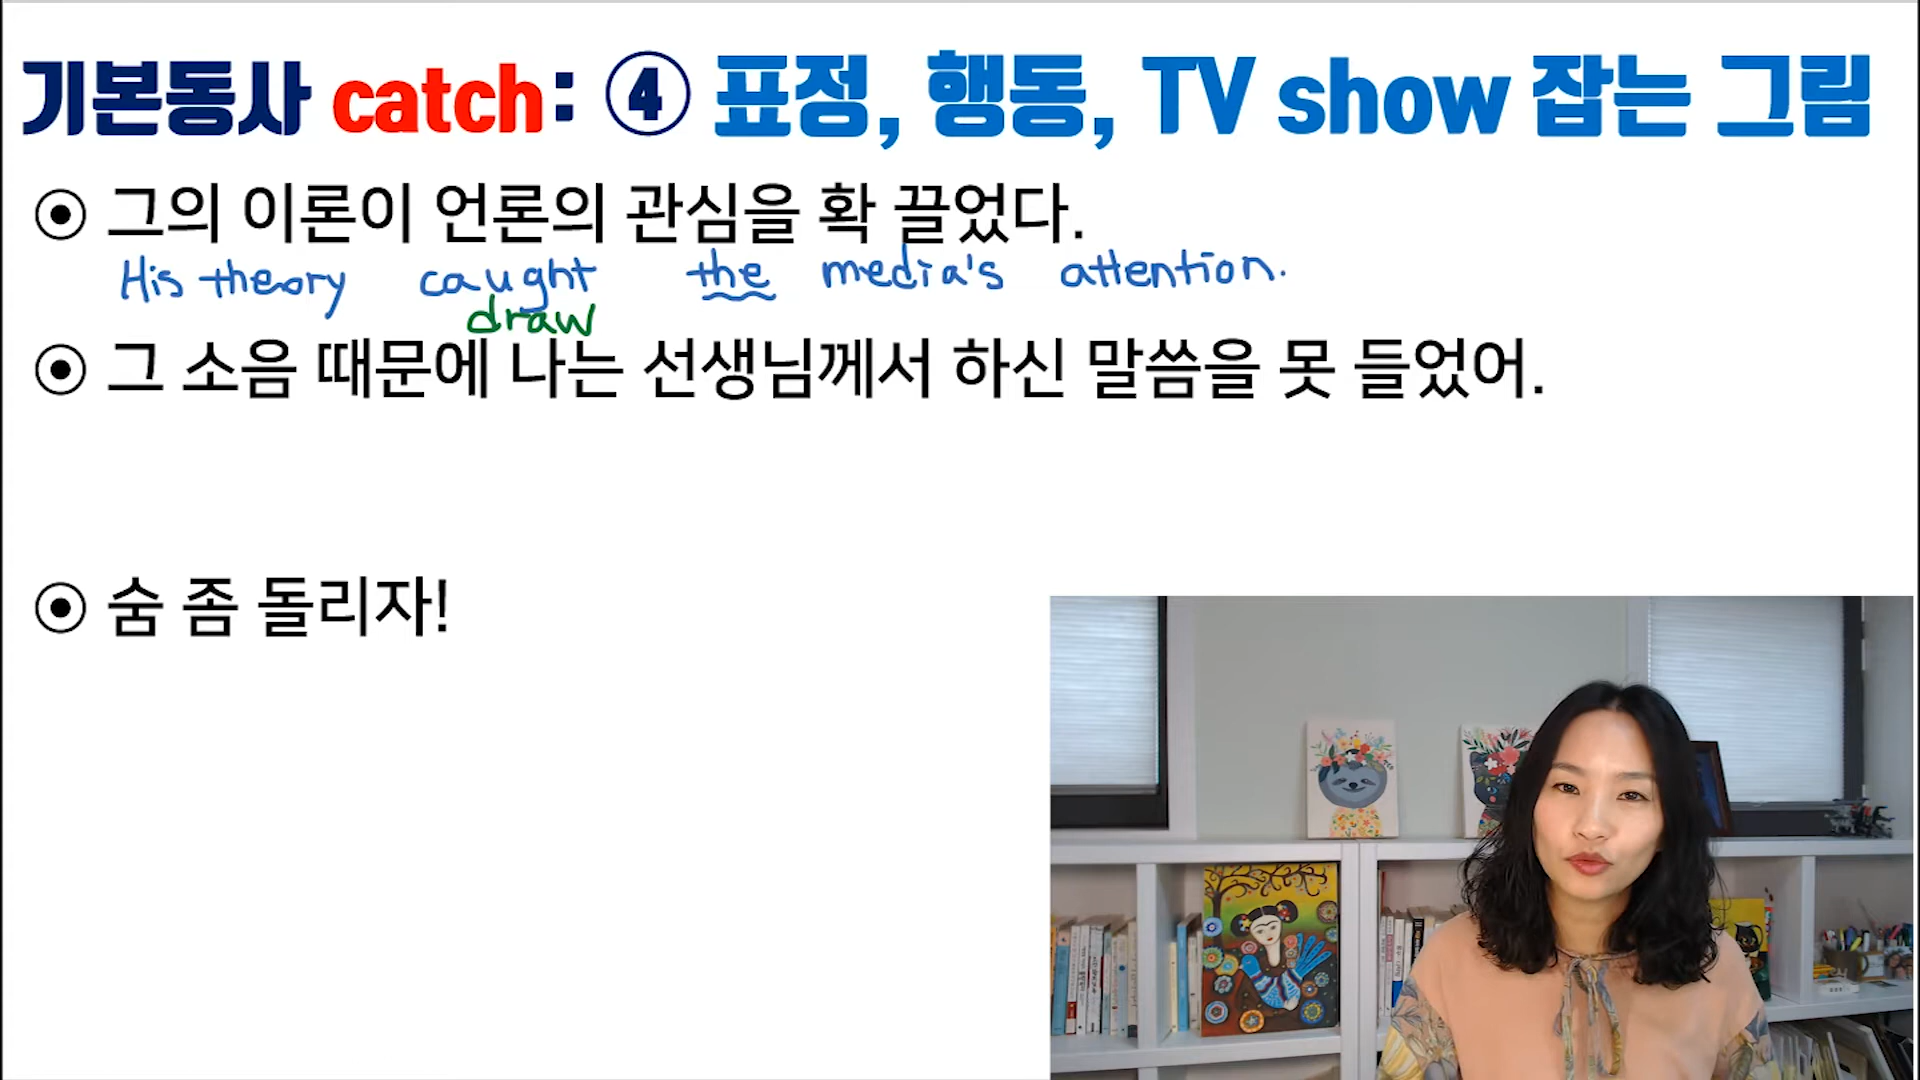 기본동사 catch: ④ 표정, 행동, TV show 잡는 그림
⦿ 그의 이론이 언론의 관심을 확 끌었다.
His theory caught the media's attention.
draw
⦿ 그 소음 때문에 나는 선생님께서 하신 말씀을 못 들었어.
⦿ 숨 좀 돌리자!